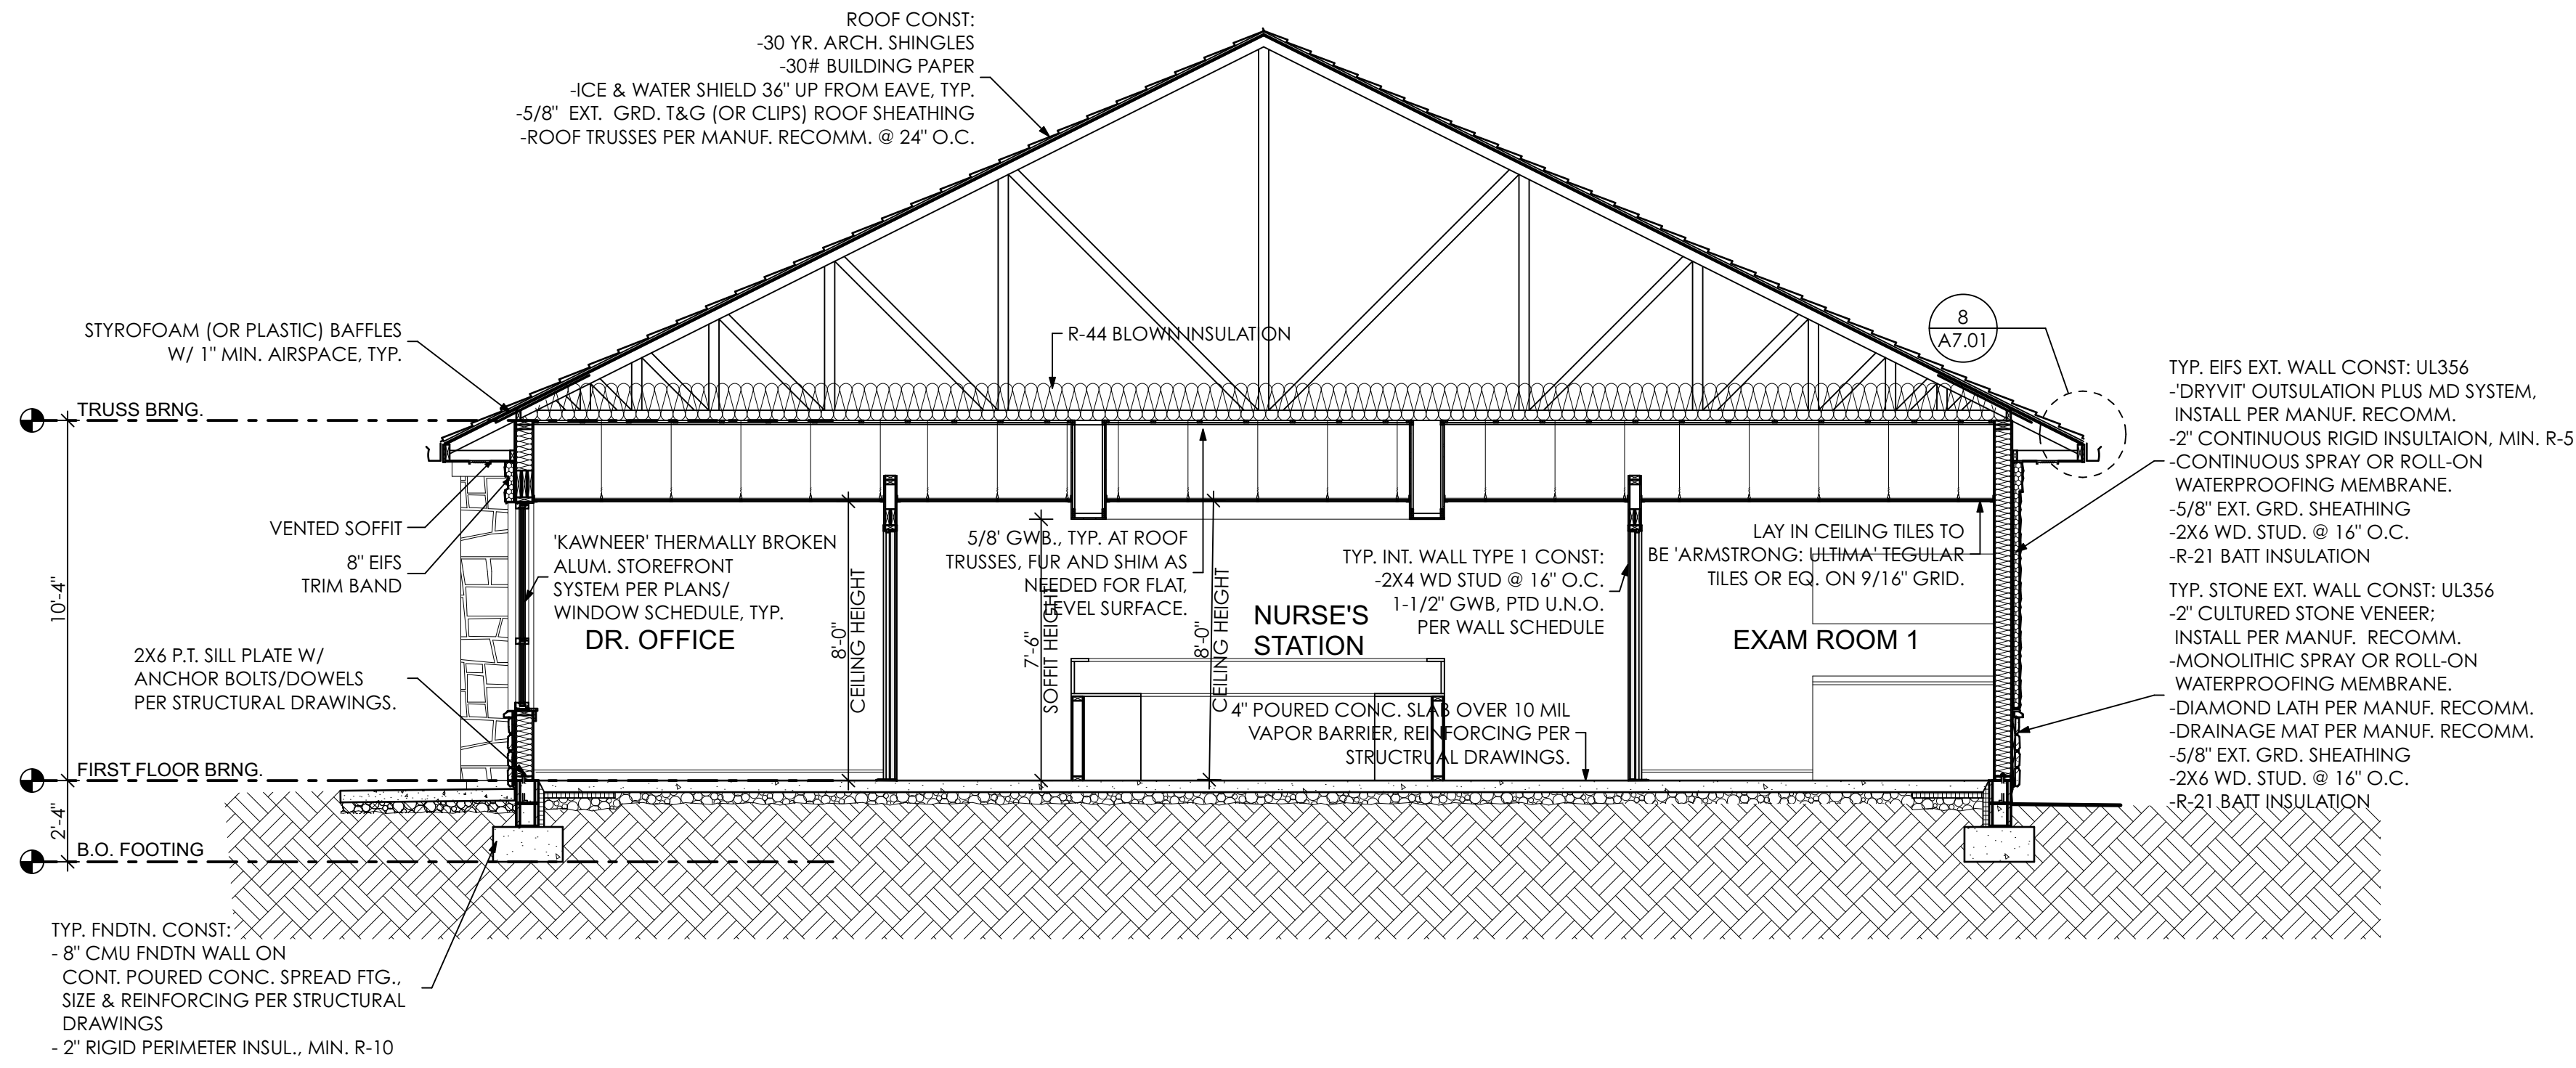 ROOF CONST:
-30 YR. ARCH. SHINGLES
-30# BUILDING PAPER
-ICE & WATER SHIELD 36" UP FROM EAVE, TYP.
-5/8" EXT. GRD. T&G (OR CLIPS) ROOF SHEATHING
-ROOF TRUSSES PER MANUF. RECOMM. @ 24" O.C.
STYROFOAM (OR PLASTIC) BAFFLES
W/ 1" MIN. AIRSPACE, TYP.
R-44 BLOWN INSULATION
8
A7.01
TRUSS BRNG.
VENTED SOFFIT
8" EIFS
TRIM BAND
10'-4"
2X6 P.T. SILL PLATE W/
ANCHOR BOLTS/DOWELS
PER STRUCTURAL DRAWINGS.
FIRST FLOOR BRNG.
2'-4"
B.O. FOOTING
TYP. FNDTN. CONST:
- 8" CMU FNDTN WALL ON
CONT. POURED CONC. SPREAD FTG.,
SIZE & REINFORCING PER STRUCTURAL
DRAWINGS
- 2" RIGID PERIMETER INSUL., MIN. R-10
'KAWNEER' THERMALLY BROKEN
ALUM. STOREFRONT
SYSTEM PER PLANS/
WINDOW SCHEDULE, TYP.
DR. OFFICE
8'-0"
CEILING HEIGHT
5/8' GWB., TYP. AT ROOF
TRUSSES, FUR AND SHIM AS
NEEDED FOR FLAT,
LEVEL SURFACE.
7'-6"
SOFFIT HEIGHT
8'-0"
CEILING HEIGHT
NURSE'S
STATION
4" POURED CONC. SLAB OVER 10 MIL
VAPOR BARRIER, REINFORCING PER
STRUCTRUAL DRAWINGS.
TYP. INT. WALL TYPE 1 CONST:
-2X4 WD STUD @ 16" O.C.
1-1/2" GWB, PTD U.N.O.
PER WALL SCHEDULE
LAY IN CEILING TILES TO
BE 'ARMSTRONG: ULTIMA' TEGULAR
TILES OR EQ. ON 9/16" GRID.
EXAM ROOM 1
TYP. EIFS EXT. WALL CONST: UL356
-'DRYVIT' OUTSULATION PLUS MD SYSTEM,
INSTALL PER MANUF. RECOMM.
-2" CONTINUOUS RIGID INSULTAION, MIN. R-5
-CONTINUOUS SPRAY OR ROLL-ON
WATERPROOFING MEMBRANE.
-5/8" EXT. GRD. SHEATHING
-2X6 WD. STUD. @ 16" O.C.
-R-21 BATT INSULATION
TYP. STONE EXT. WALL CONST: UL356
-2" CULTURED STONE VENEER;
INSTALL PER MANUF. RECOMM.
-MONOLITHIC SPRAY OR ROLL-ON
WATERPROOFING MEMBRANE.
-DIAMOND LATH PER MANUF. RECOMM.
-DRAINAGE MAT PER MANUF. RECOMM.
-5/8" EXT. GRD. SHEATHING
-2X6 WD. STUD. @ 16" O.C.
-R-21 BATT INSULATION